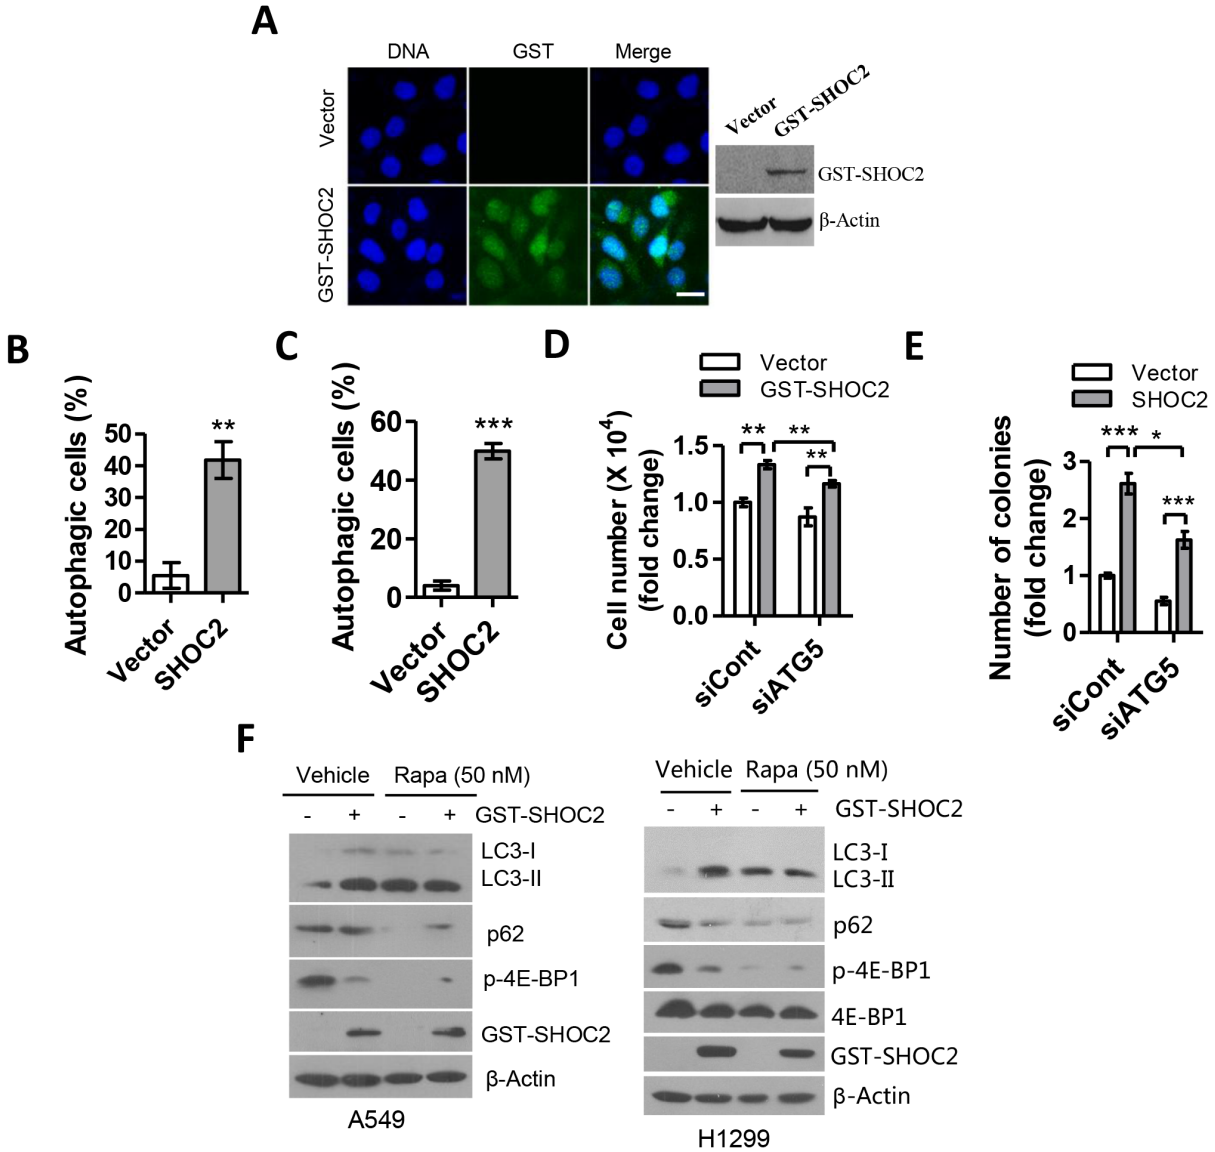 A
DNA GST Merge
Vector
GST-SHOC2
Vector GST-SHOC2
GST-SHOC2
β-Actin
B
Autophagic cells (%)
50
40
30
20
10
0
**
Vector SHOC2
C
Autophagic cells (%)
60
40
20
0
***
Vector SHOC2
D
Vector
GST-SHOC2
Cell number (X 10⁴)
(fold change)
1.5
1.0
0.5
0.0
** **
**
siCont siATG5
E
Vector
SHOC2
Number of colonies
(fold change)
3
2
1
0
*** *
***
siCont siATG5
F
Vehicle Rapa (50 nM)
- + - + GST-SHOC2
LC3-I
LC3-II
p62
p-4E-BP1
GST-SHOC2
β-Actin
A549
Vehicle Rapa (50 nM)
- + - + GST-SHOC2
LC3-I
LC3-II
p62
p-4E-BP1
4E-BP1
GST-SHOC2
β-Actin
H1299